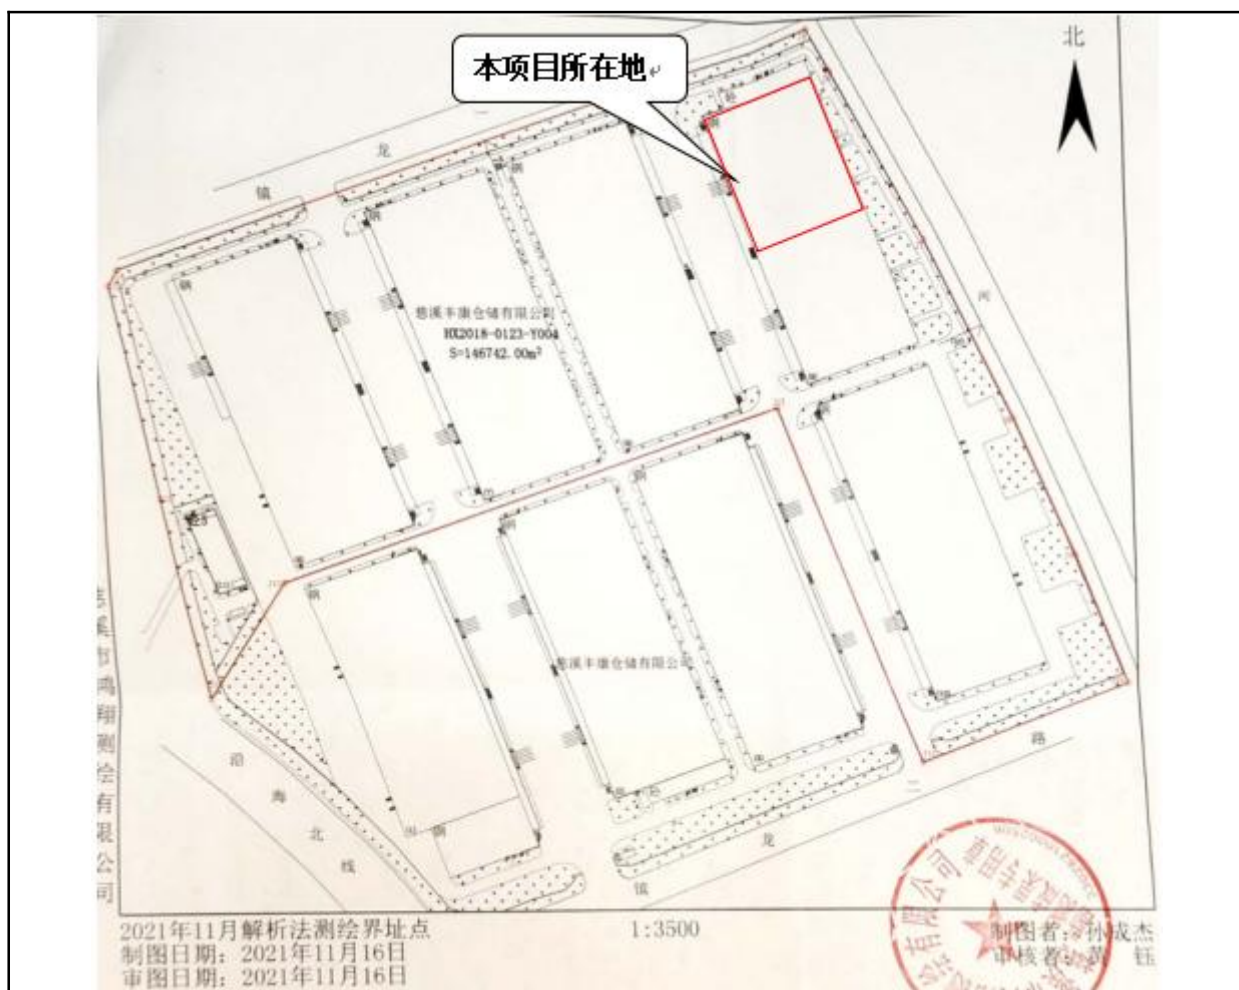 本项目所在地
北
镇
龙
一
河
慈溪丰康仓储有限公司
HX2018-0123-Y004
S=146742.00m²
慈溪丰康仓储有限公司
沿
海
北
线
镇
龙
二
路
慈溪市鸿翔测绘有限公司
2021年11月解析法测绘界址点
制图日期：2021年11月16日
审图日期：2021年11月16日
1:3500
制图者：孙成杰
审核者：黄 钰